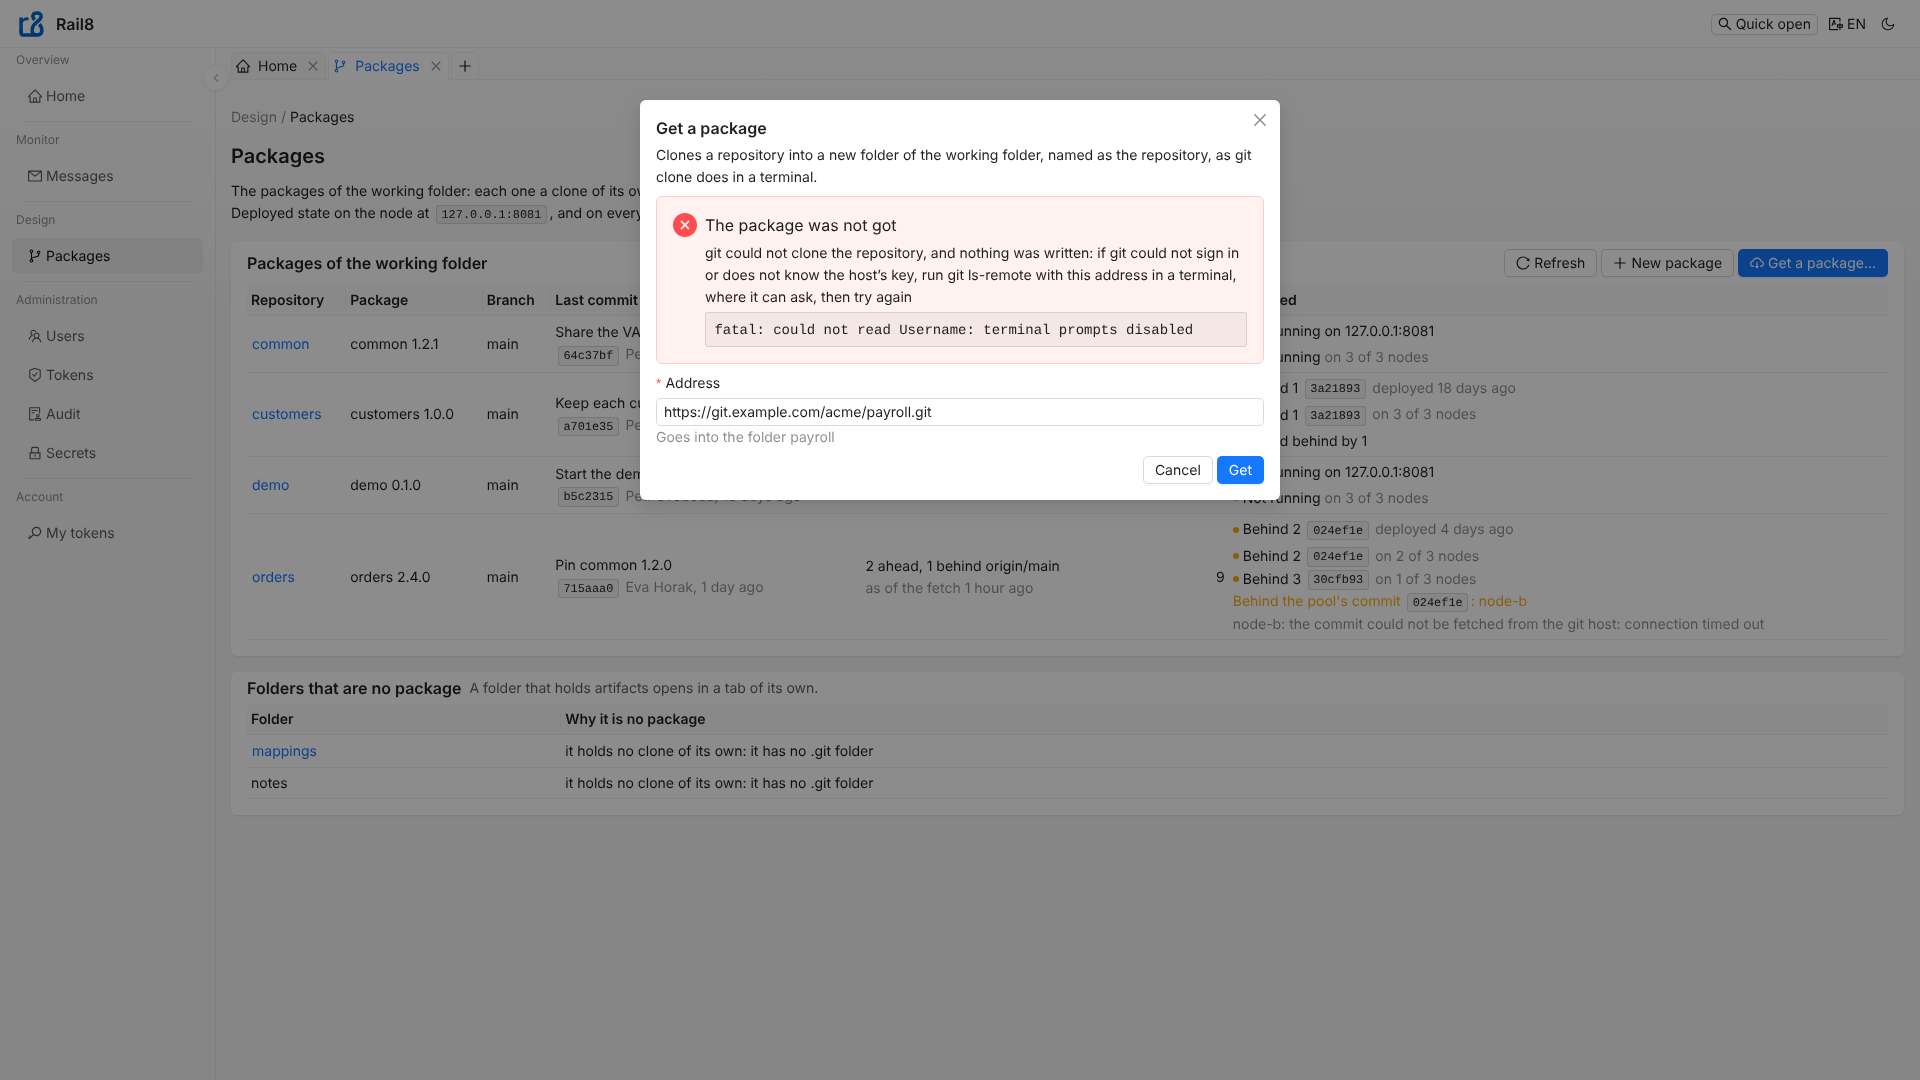 Rail8
Quick open
EN
Overview
Home
Monitor
Messages
Design
Packages
Administration
Users
Tokens
Audit
Secrets
Account
My tokens
Home
Packages
Design / Packages
Packages
The packages of the working folder: each one a clone of its
Deployed state on the node at 127.0.0.1:8081, and on every
Packages of the working folder
Refresh
New package
Get a package...
Repository Package Branch Last commit
common common 1.2.1 main Share the
64c37bf
unning on 127.0.0.1:8081
unning on 3 of 3 nodes
customers customers 1.0.0 main Keep each
a701e35
d 1 3a21893 deployed 18 days ago
d 1 3a21893 on 3 of 3 nodes
d behind by 1
demo demo 0.1.0 main Start the
b5c2315
unning on 127.0.0.1:8081
Not running on 3 of 3 nodes
orders orders 2.4.0 main Pin common 1.2.0
715aaa0 Eva Horak, 1 day ago
2 ahead, 1 behind origin/main
as of the fetch 1 hour ago
9
Behind 2 024ef1e deployed 4 days ago
Behind 2 024ef1e on 2 of 3 nodes
Behind 3 30cfb93 on 1 of 3 nodes
Behind the pool's commit 024ef1e: node-b
node-b: the commit could not be fetched from the git host: connection timed out
Folders that are no package A folder that holds artifacts opens in a tab of its own.
Folder Why it is no package
mappings it holds no clone of its own: it has no .git folder
notes it holds no clone of its own: it has no .git folder
Get a package
Clones a repository into a new folder of the working folder, named as the repository, as git
clone does in a terminal.
The package was not got
git could not clone the repository, and nothing was written: if git could not sign in
or does not know the host’s key, run git ls-remote with this address in a terminal,
where it can ask, then try again
fatal: could not read Username: terminal prompts disabled
* Address
https://git.example.com/acme/payroll.git
Goes into the folder payroll
Cancel
Get